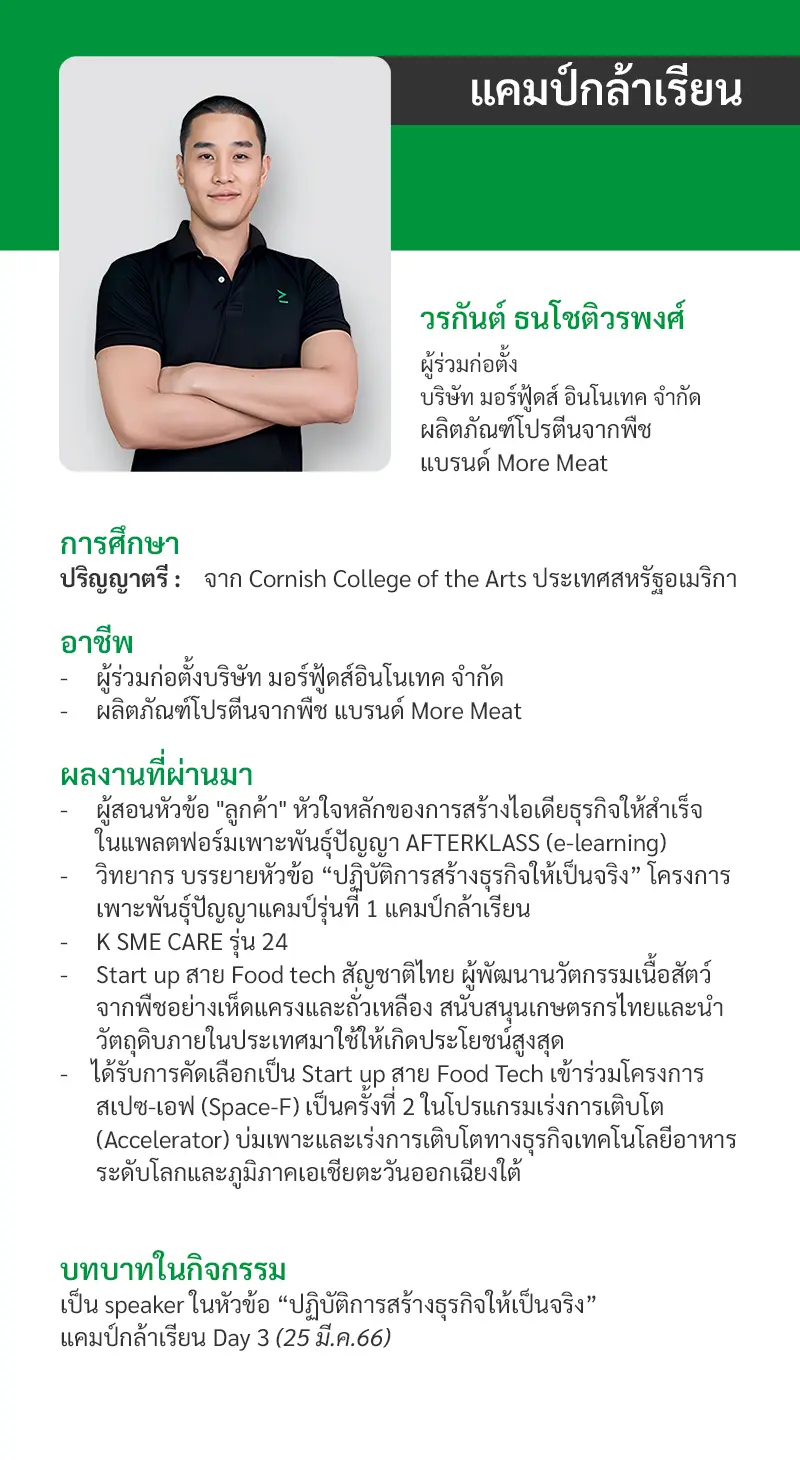 แคมป์กล้าเรียน
วรกันต์ ธนโชติวรพงศ์
ผู้ร่วมก่อตั้ง
บริษัท มอร์ฟู้ดส์ อินโนเทค จำกัด
ผลิตภัณฑ์โปรตีนจากพืช
แบรนด์ More Meat
การศึกษา
ปริญญาตรี : จาก Cornish College of the Arts ประเทศสหรัฐอเมริกา
อาชีพ
- ผู้ร่วมก่อตั้งบริษัท มอร์ฟู้ดส์อินโนเทค จำกัด
- ผลิตภัณฑ์โปรตีนจากพืช แบรนด์ More Meat
ผลงานที่ผ่านมา
- ผู้สอนหัวข้อ "ลูกค้า" หัวใจหลักของการสร้างไอเดียธุรกิจให้สำเร็จ
ในแพลตฟอร์มเพาะพันธุ์ปัญญา AFTERKLASS (e-learning)
- วิทยากร บรรยายหัวข้อ “ปฏิบัติการสร้างธุรกิจให้เป็นจริง” โครงการ
เพาะพันธุ์ปัญญาแคมป์รุ่นที่ 1 แคมป์กล้าเรียน
- K SME CARE รุ่น 24
- Start up สาย Food tech สัญชาติไทย ผู้พัฒนานวัตกรรมเนื้อสัตว์
จากพืชอย่างเห็ดแครงและถั่วเหลือง สนับสนุนเกษตรกรไทยและนำ
วัตถุดิบภายในประเทศมาใช้ให้เกิดประโยชน์สูงสุด
- ได้รับการคัดเลือกเป็น Start up สาย Food Tech เข้าร่วมโครงการ
สเปซ-เอฟ (Space-F) เป็นครั้งที่ 2 ในโปรแกรมเร่งการเติบโต
(Accelerator) บ่มเพาะและเร่งการเติบโตทางธุรกิจเทคโนโลยีอาหาร
ระดับโลกและภูมิภาคเอเชียตะวันออกเฉียงใต้
บทบาทในกิจกรรม
เป็น speaker ในหัวข้อ “ปฏิบัติการสร้างธุรกิจให้เป็นจริง”
แคมป์กล้าเรียน Day 3 (25 มี.ค.66)